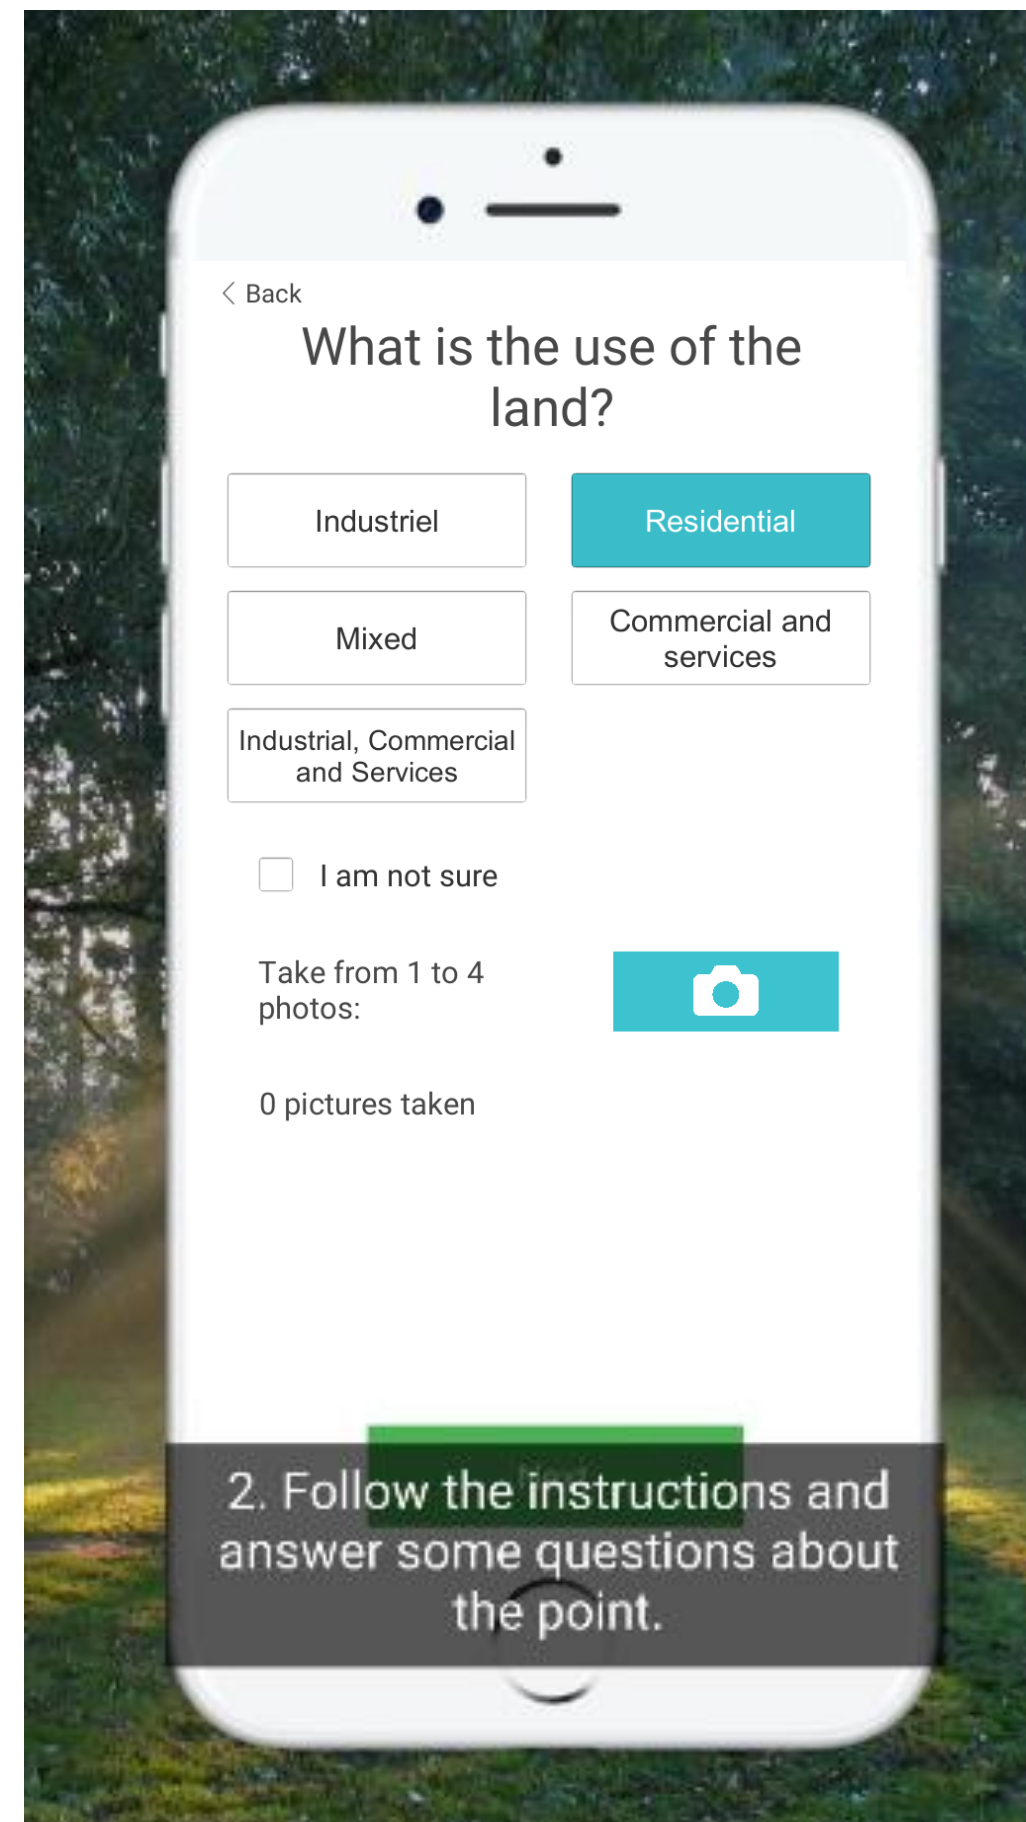 Back
What is the use of the
land?
Industriel
Residential
Mixed
Commercial and
services
Industrial, Commercial
and Services
I am not sure
Take from 1 to 4
photos:
0 pictures taken
2. Follow the instructions and
answer some questions about
the point.